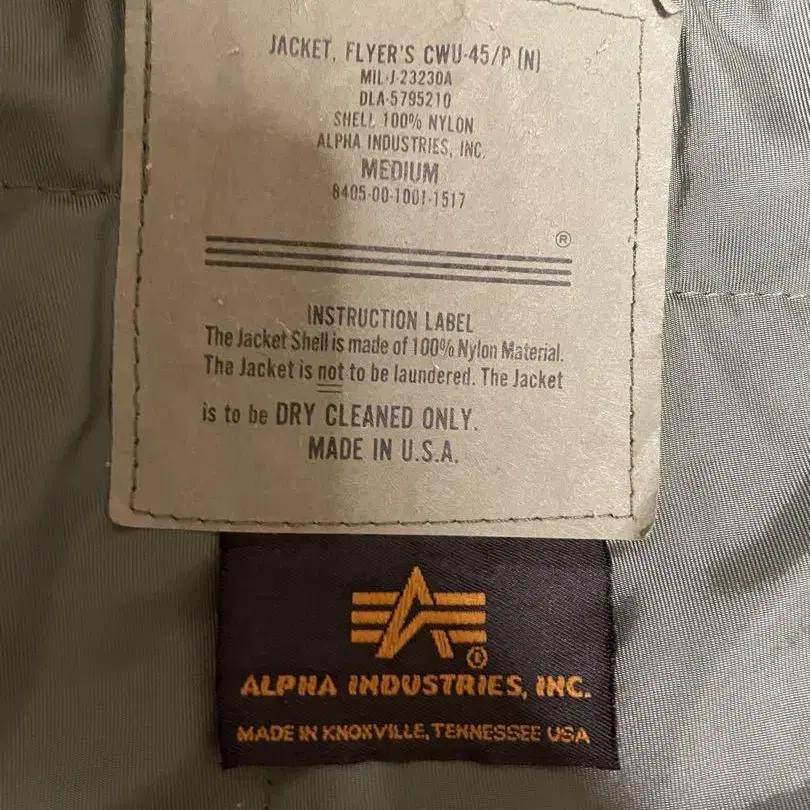 JACKET, FLYER'S CWU-45/P (N)
MIL-J-23230A
DLA-5795210
SHELL 100% NYLON
ALPHA INDUSTRIES, INC.
MEDIUM
8405-00-1001-1517
®
INSTRUCTION LABEL
The Jacket Shell is made of 100% Nylon Material.
The Jacket is not to be laundered. The Jacket
is to be DRY CLEANED ONLY.
MADE IN U.S.A.
®
ALPHA INDUSTRIES, INC.
MADE IN KNOXVILLE, TENNESSEE USA